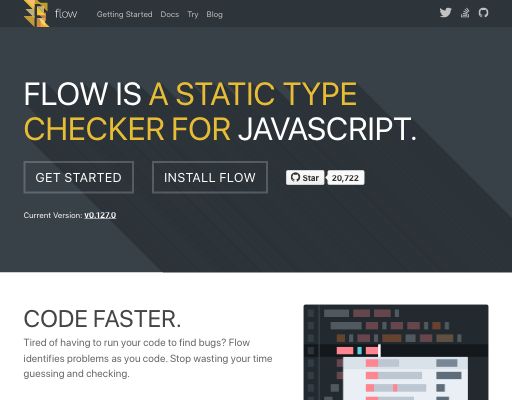 flow
Getting Started Docs Try Blog
FLOW IS A STATIC TYPE
CHECKER FOR JAVASCRIPT.
GET STARTED INSTALL FLOW Star 20,722
Current Version: v0.127.0
CODE FASTER.
Tired of having to run your code to find bugs? Flow
identifies problems as you code. Stop wasting your time
guessing and checking.